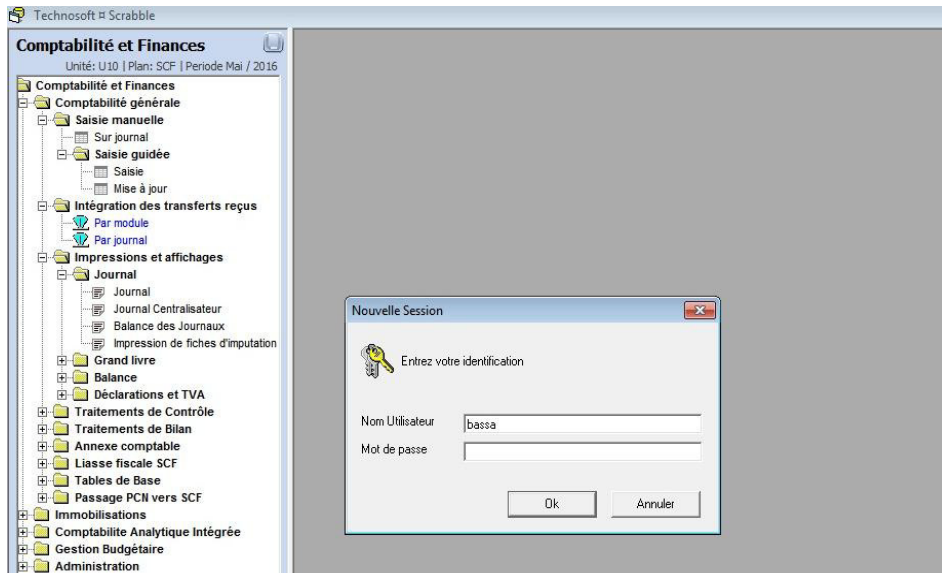 Technosoft ¤ Scrabble
Comptabilité et Finances
Unité: U10 | Plan: SCF | Periode Mai / 2016
Comptabilité et Finances
Comptabilité générale
Saisie manuelle
Sur journal
Saisie guidée
Saisie
Mise à jour
Intégration des transferts reçus
Par module
Par journal
Impressions et affichages
Journal
Journal
Journal Centralisateur
Balance des Journaux
Impression de fiches d'imputation
Grand livre
Balance
Déclarations et TVA
Traitements de Contrôle
Traitements de Bilan
Annexe comptable
Liasse fiscale SCF
Tables de Base
Passage PCN vers SCF
Immobilisations
Comptabilite Analytique Intégrée
Gestion Budgétaire
Administration
Nouvelle Session
Entrez votre identification
Nom Utilisateur bassa
Mot de passe
Ok Annuler